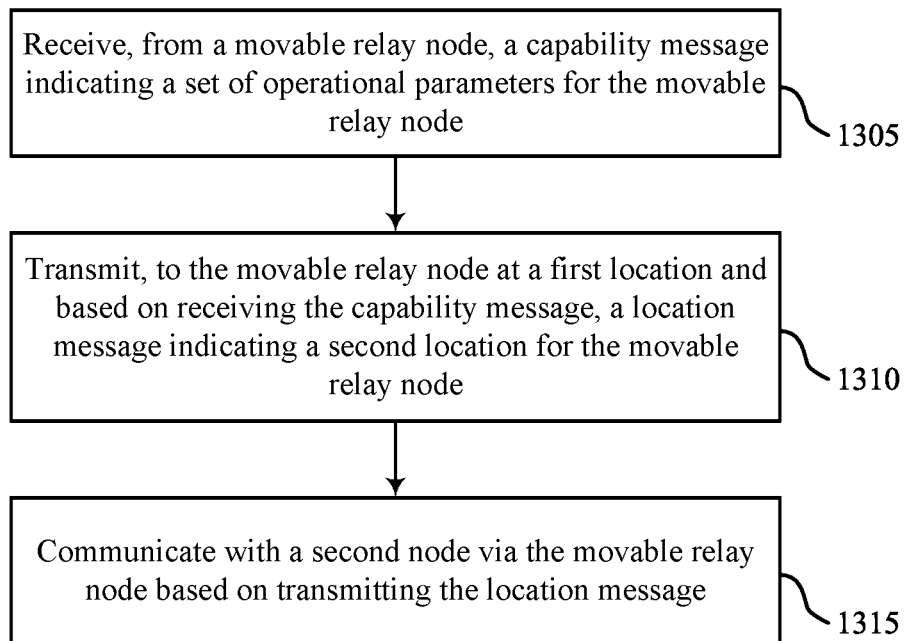 Receive, from a movable relay node, a capability message
indicating a set of operational parameters for the movable
relay node
1305
Transmit, to the movable relay node at a first location and
based on receiving the capability message, a location
message indicating a second location for the movable
relay node
1310
Communicate with a second node via the movable relay
node based on transmitting the location message
1315